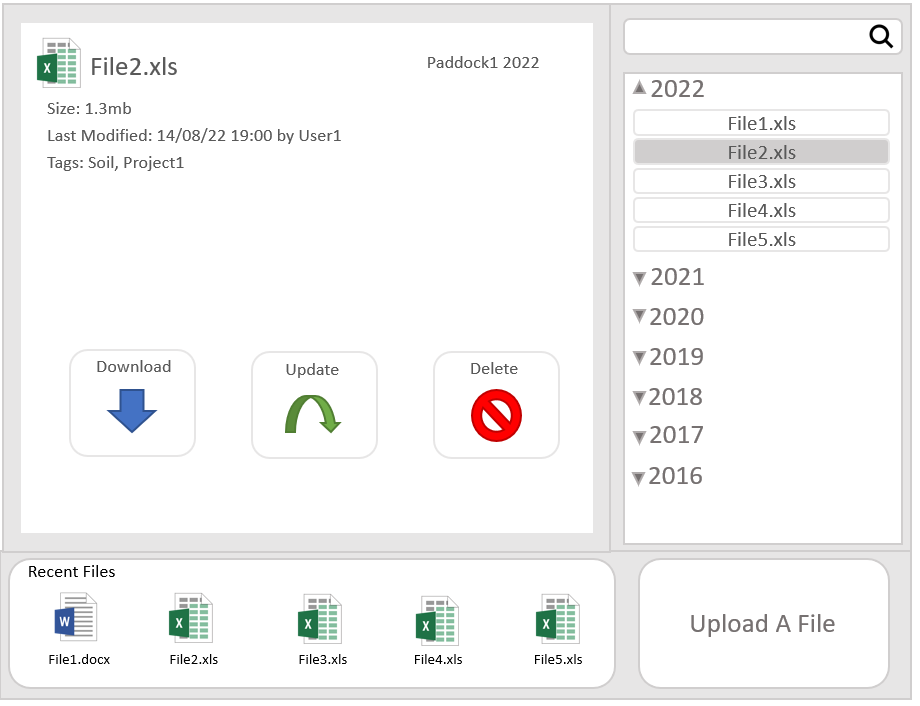 File2.xls
Paddock1 2022
Size: 1.3mb
Last Modified: 14/08/22 19:00 by User1
Tags: Soil, Project1
Download
Update
Delete
2022
File1.xls
File2.xls
File3.xls
File4.xls
File5.xls
2021
2020
2019
2018
2017
2016
Recent Files
File1.docx
File2.xls
File3.xls
File4.xls
File5.xls
Upload A File